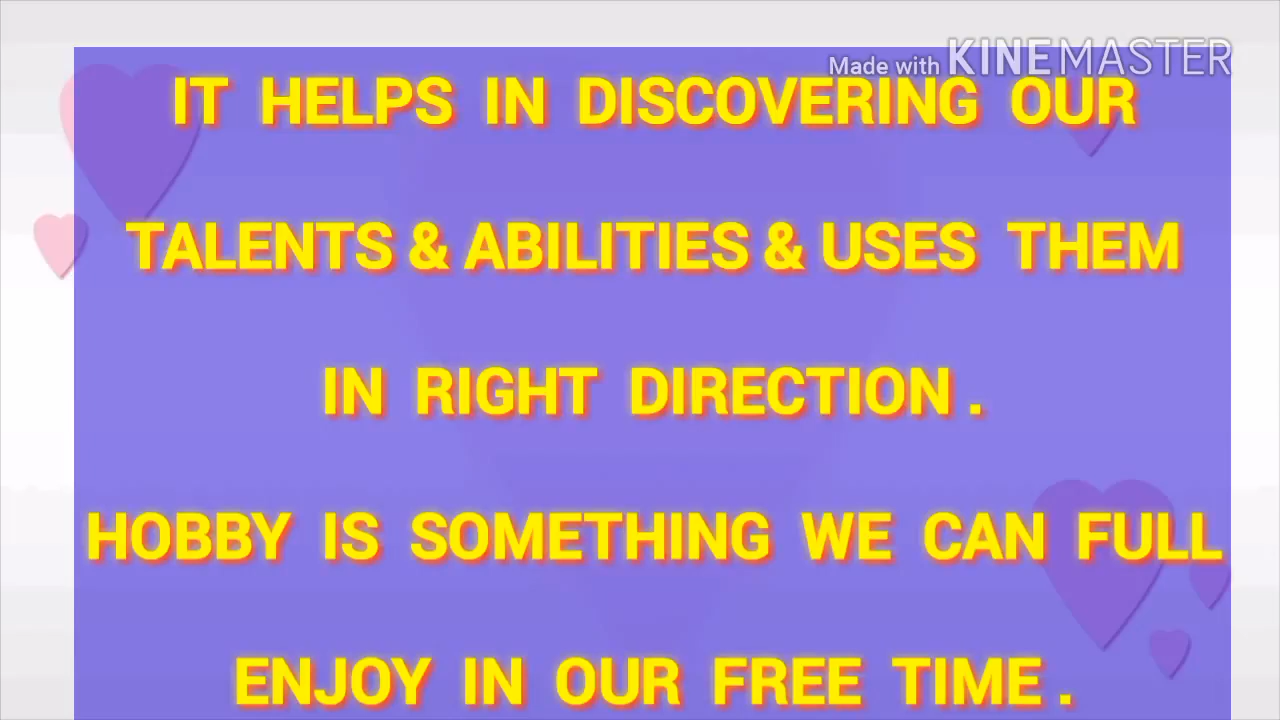 Made with KINEMASTER
IT HELPS IN DISCOVERING OUR
TALENTS & ABILITIES & USES THEM
IN RIGHT DIRECTION .
HOBBY IS SOMETHING WE CAN FULL
ENJOY IN OUR FREE TIME .